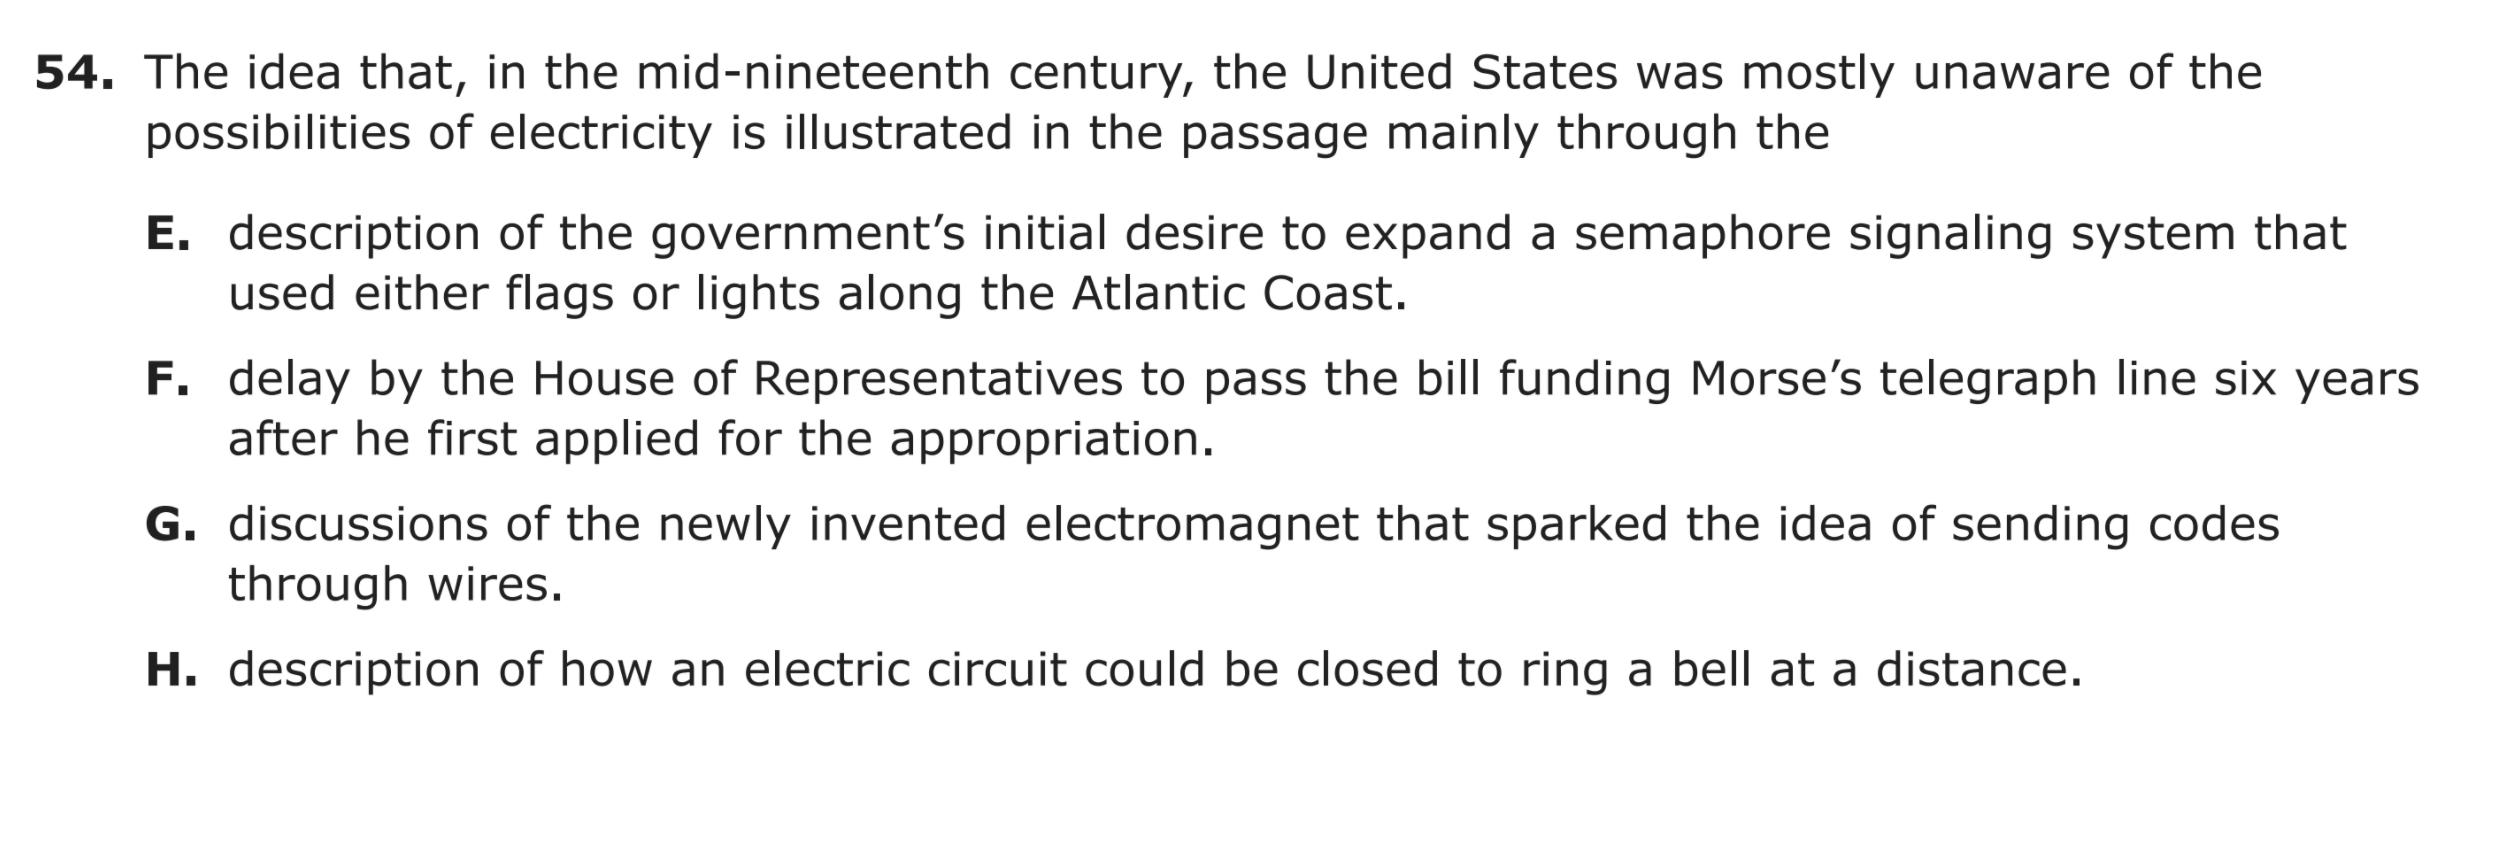 54. The idea that, in the mid-nineteenth century, the United States was mostly unaware of the
possibilities of electricity is illustrated in the passage mainly through the
E. description of the government’s initial desire to expand a semaphore signaling system that
used either flags or lights along the Atlantic Coast.
F. delay by the House of Representatives to pass the bill funding Morse’s telegraph line six years
after he first applied for the appropriation.
G. discussions of the newly invented electromagnet that sparked the idea of sending codes
through wires.
H. description of how an electric circuit could be closed to ring a bell at a distance.